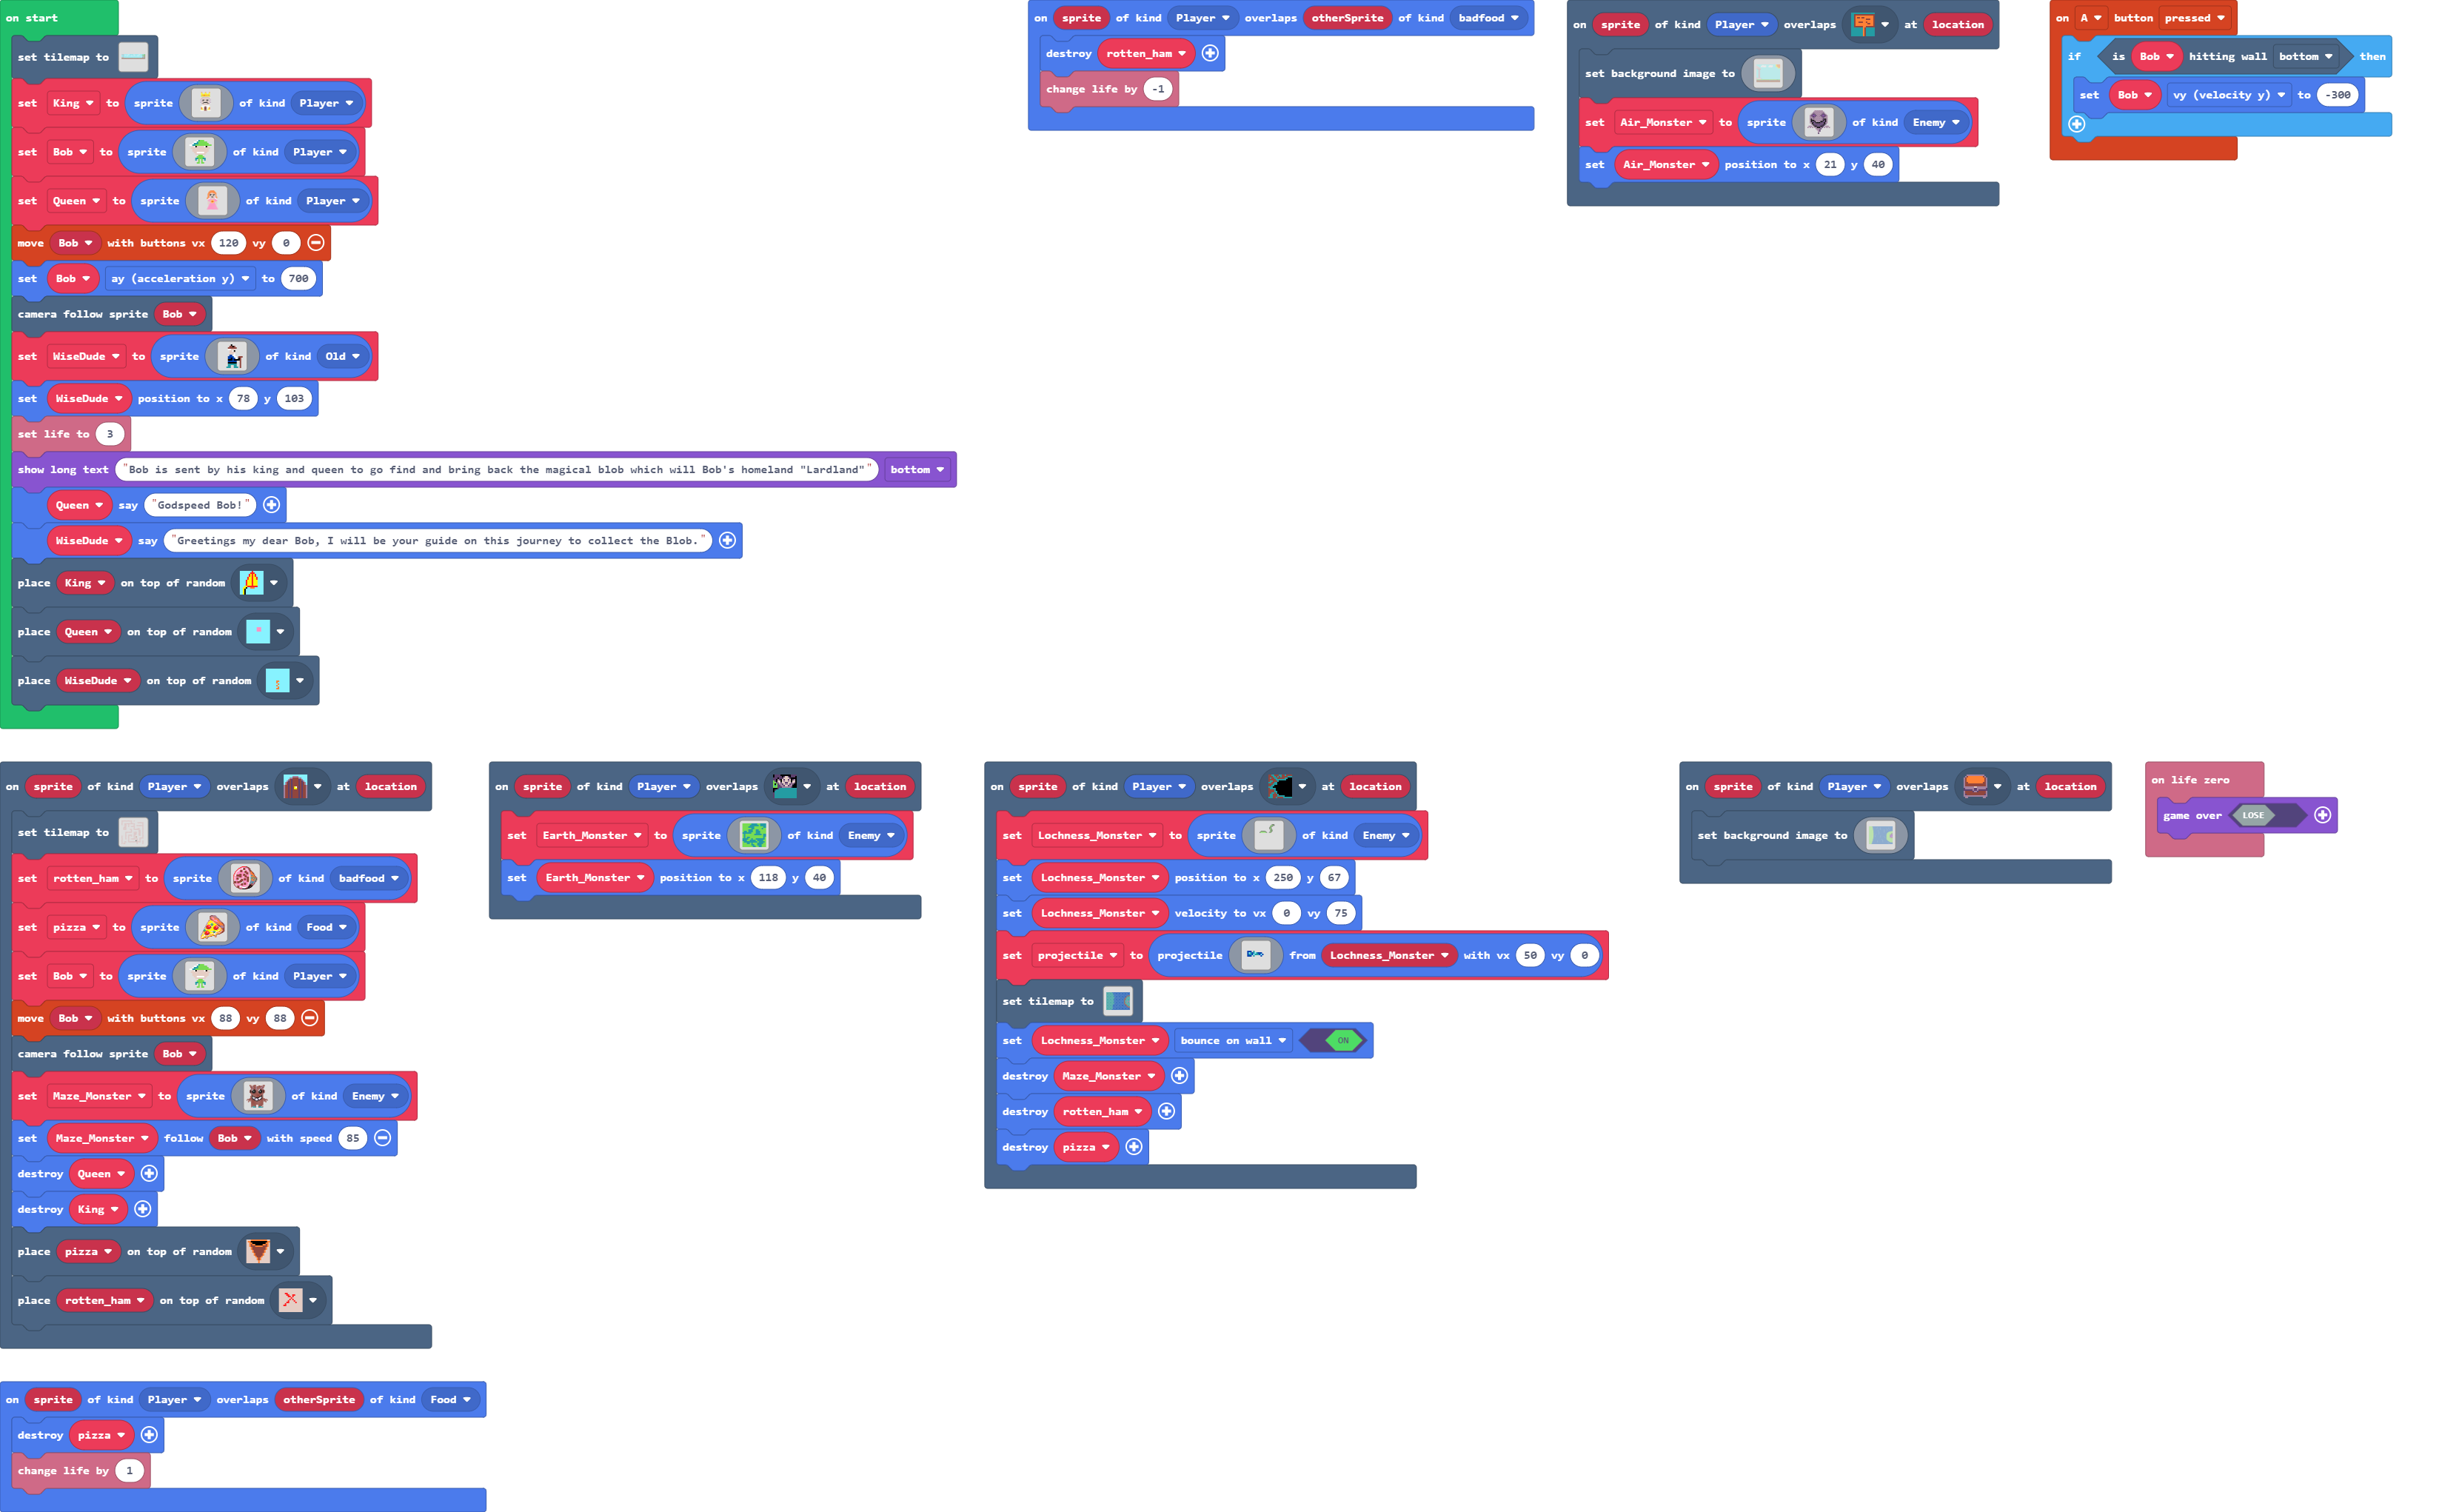 on start
set tilemap to
set King to sprite of kind Player
set Bob to sprite of kind Player
set Queen to sprite of kind Player
move Bob with buttons vx 120 vy 0
set Bob ay (acceleration y) to 700
camera follow sprite Bob
set WiseDude to sprite of kind Old
set WiseDude position to x 78 y 103
set life to 3
show long text "Bob is sent by his king and queen to go find and bring back the magical blob which will Bob's homeland "Lardland"" bottom
Queen say "Godspeed Bob!"
WiseDude say "Greetings my dear Bob, I will be your guide on this journey to collect the Blob."
place King on top of random
place Queen on top of random
place WiseDude on top of random
on sprite of kind Player overlaps otherSprite of kind badfood
destroy rotten_ham
change life by -1
on sprite of kind Player overlaps at location
set background image to
set Air_Monster to sprite of kind Enemy
set Air_Monster position to x 21 y 40
on A button pressed
if is Bob hitting wall bottom then
set Bob vy (velocity y) to -300
on sprite of kind Player overlaps at location
set tilemap to
set rotten_ham to sprite of kind badfood
set pizza to sprite of kind Food
set Bob to sprite of kind Player
move Bob with buttons vx 88 vy 88
camera follow sprite Bob
set Maze_Monster to sprite of kind Enemy
set Maze_Monster follow Bob with speed 85
destroy Queen
destroy King
place pizza on top of random
place rotten_ham on top of random
on sprite of kind Player overlaps at location
set Earth_Monster to sprite of kind Enemy
set Earth_Monster position to x 118 y 40
on sprite of kind Player overlaps at location
set Lochness_Monster to sprite of kind Enemy
set Lochness_Monster position to x 250 y 67
set Lochness_Monster velocity to vx 0 vy 75
set projectile to projectile from Lochness_Monster with vx 50 vy 0
set tilemap to
set Lochness_Monster bounce on wall ON
destroy Maze_Monster
destroy rotten_ham
destroy pizza
on sprite of kind Player overlaps at location
set background image to
on life zero
game over LOSE
on sprite of kind Player overlaps otherSprite of kind Food
destroy pizza
change life by 1